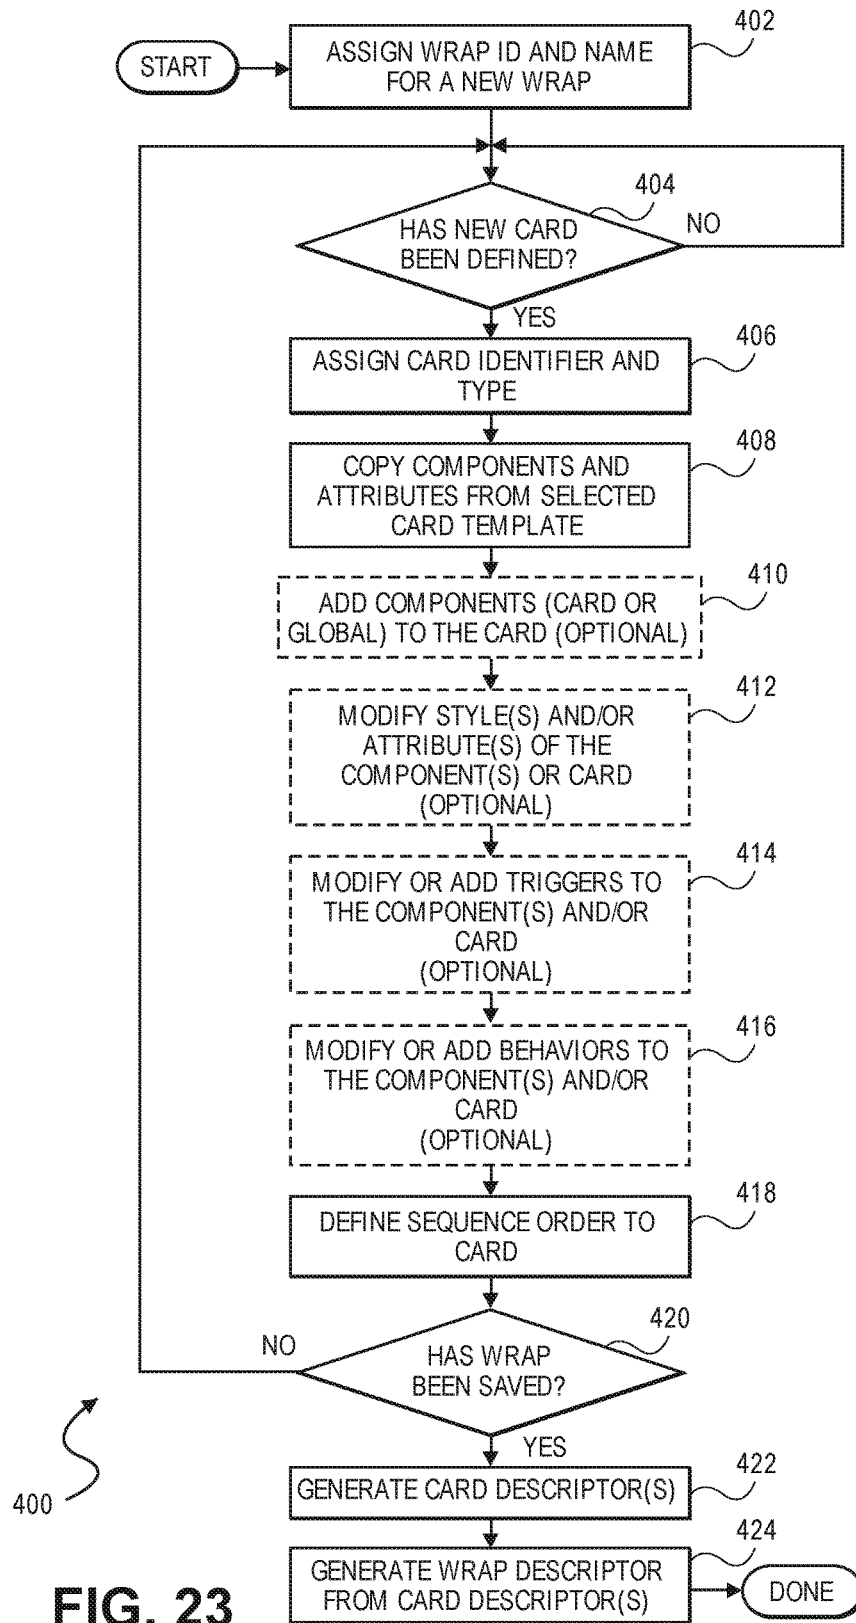 402
START
ASSIGN WRAP ID AND NAME
FOR A NEW WRAP
404
HAS NEW CARD
BEEN DEFINED?
NO
YES
406
ASSIGN CARD IDENTIFIER AND
TYPE
408
COPY COMPONENTS AND
ATTRIBUTES FROM SELECTED
CARD TEMPLATE
410
ADD COMPONENTS (CARD OR
GLOBAL) TO THE CARD (OPTIONAL)
412
MODIFY STYLE(S) AND/OR
ATTRIBUTE(S) OF THE
COMPONENT(S) OR CARD
(OPTIONAL)
414
MODIFY OR ADD TRIGGERS TO
THE COMPONENT(S) AND/OR
CARD
(OPTIONAL)
416
MODIFY OR ADD BEHAVIORS TO
THE COMPONENT(S) AND/OR
CARD
(OPTIONAL)
418
DEFINE SEQUENCE ORDER TO
CARD
420
NO
HAS WRAP
BEEN SAVED?
YES
422
GENERATE CARD DESCRIPTOR(S)
400
424
GENERATE WRAP DESCRIPTOR
FROM CARD DESCRIPTOR(S)
DONE
FIG. 23